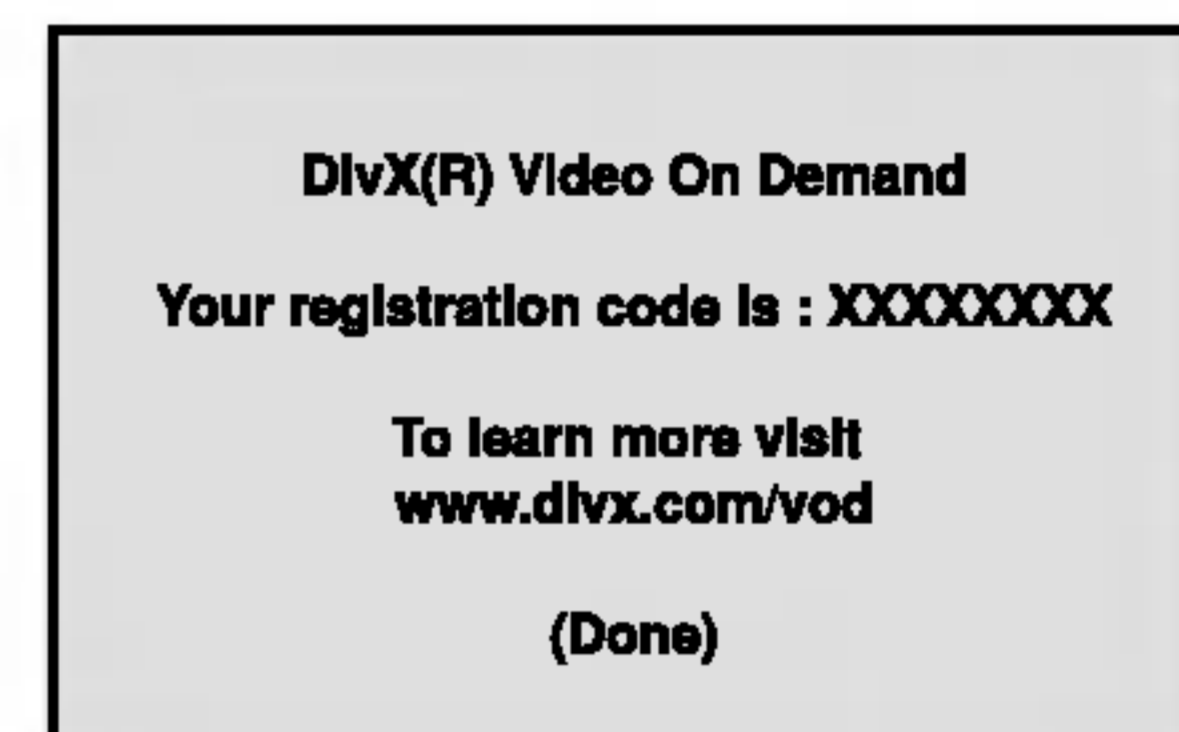 DivX(R) Video On Demand
Your registration code is : XXXXXXXX
To learn more visit
www.divx.com/vod
(Done)